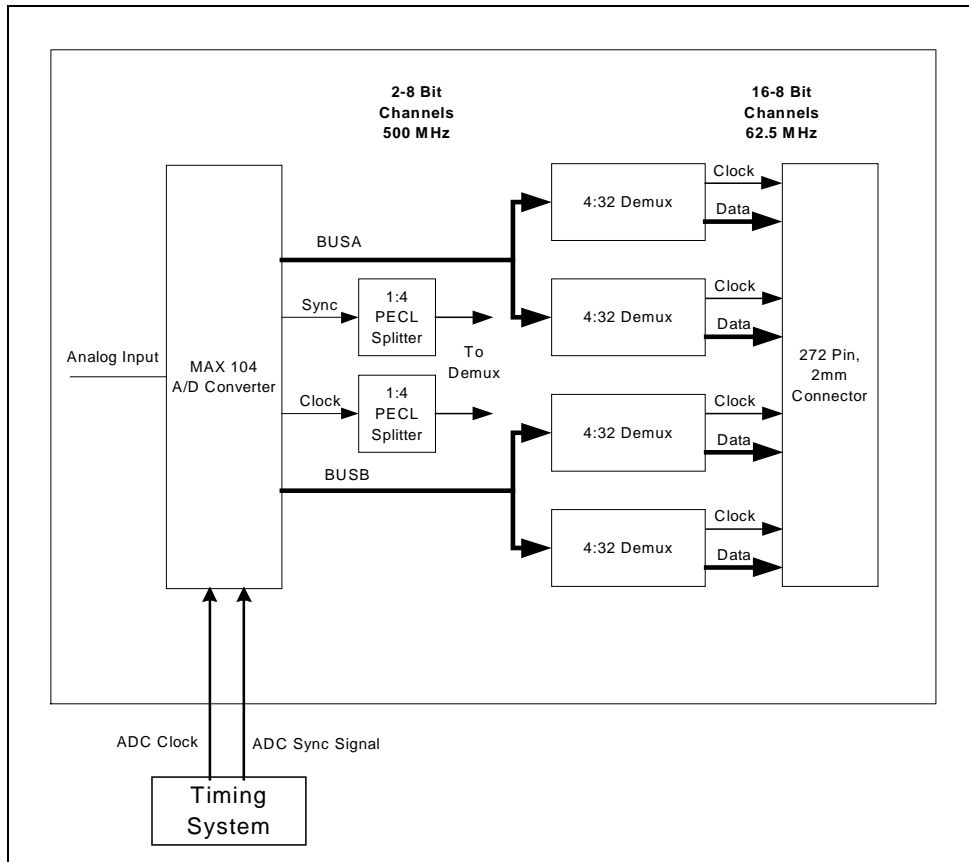 2-8 Bit
Channels
500 MHz
16-8 Bit
Channels
62.5 MHz
Clock
4:32 Demux
Data
BUSA
Sync
1:4
PECL
Splitter
Clock
4:32 Demux
Data
Analog Input
MAX 104
A/D Converter
To
Demux
272 Pin,
2mm
Connector
Clock
1:4
PECL
Splitter
Clock
4:32 Demux
Data
BUSB
Clock
4:32 Demux
Data
ADC Clock
ADC Sync Signal
Timing
System